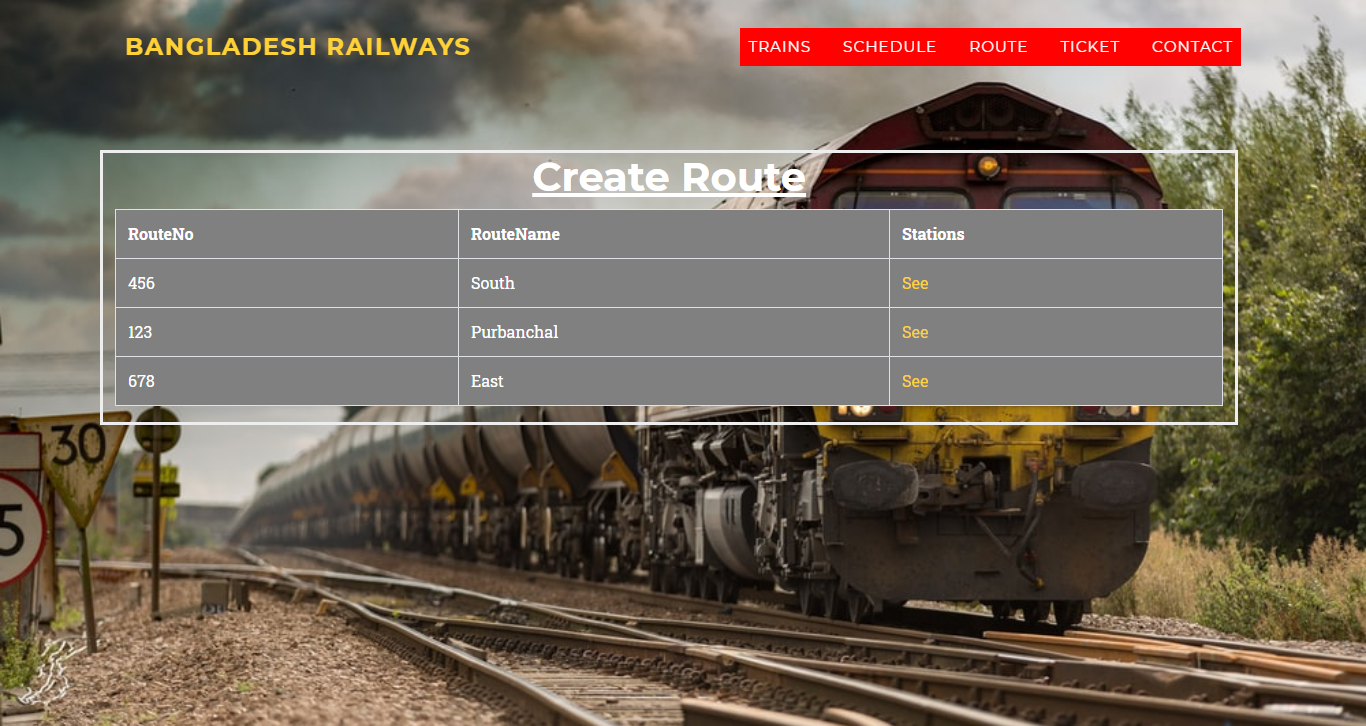 BANGLADESH RAILWAYS
TRAINS SCHEDULE ROUTE TICKET CONTACT
Create Route
RouteNo RouteName Stations
456 South See
123 Purbanchal See
678 East See
30
5